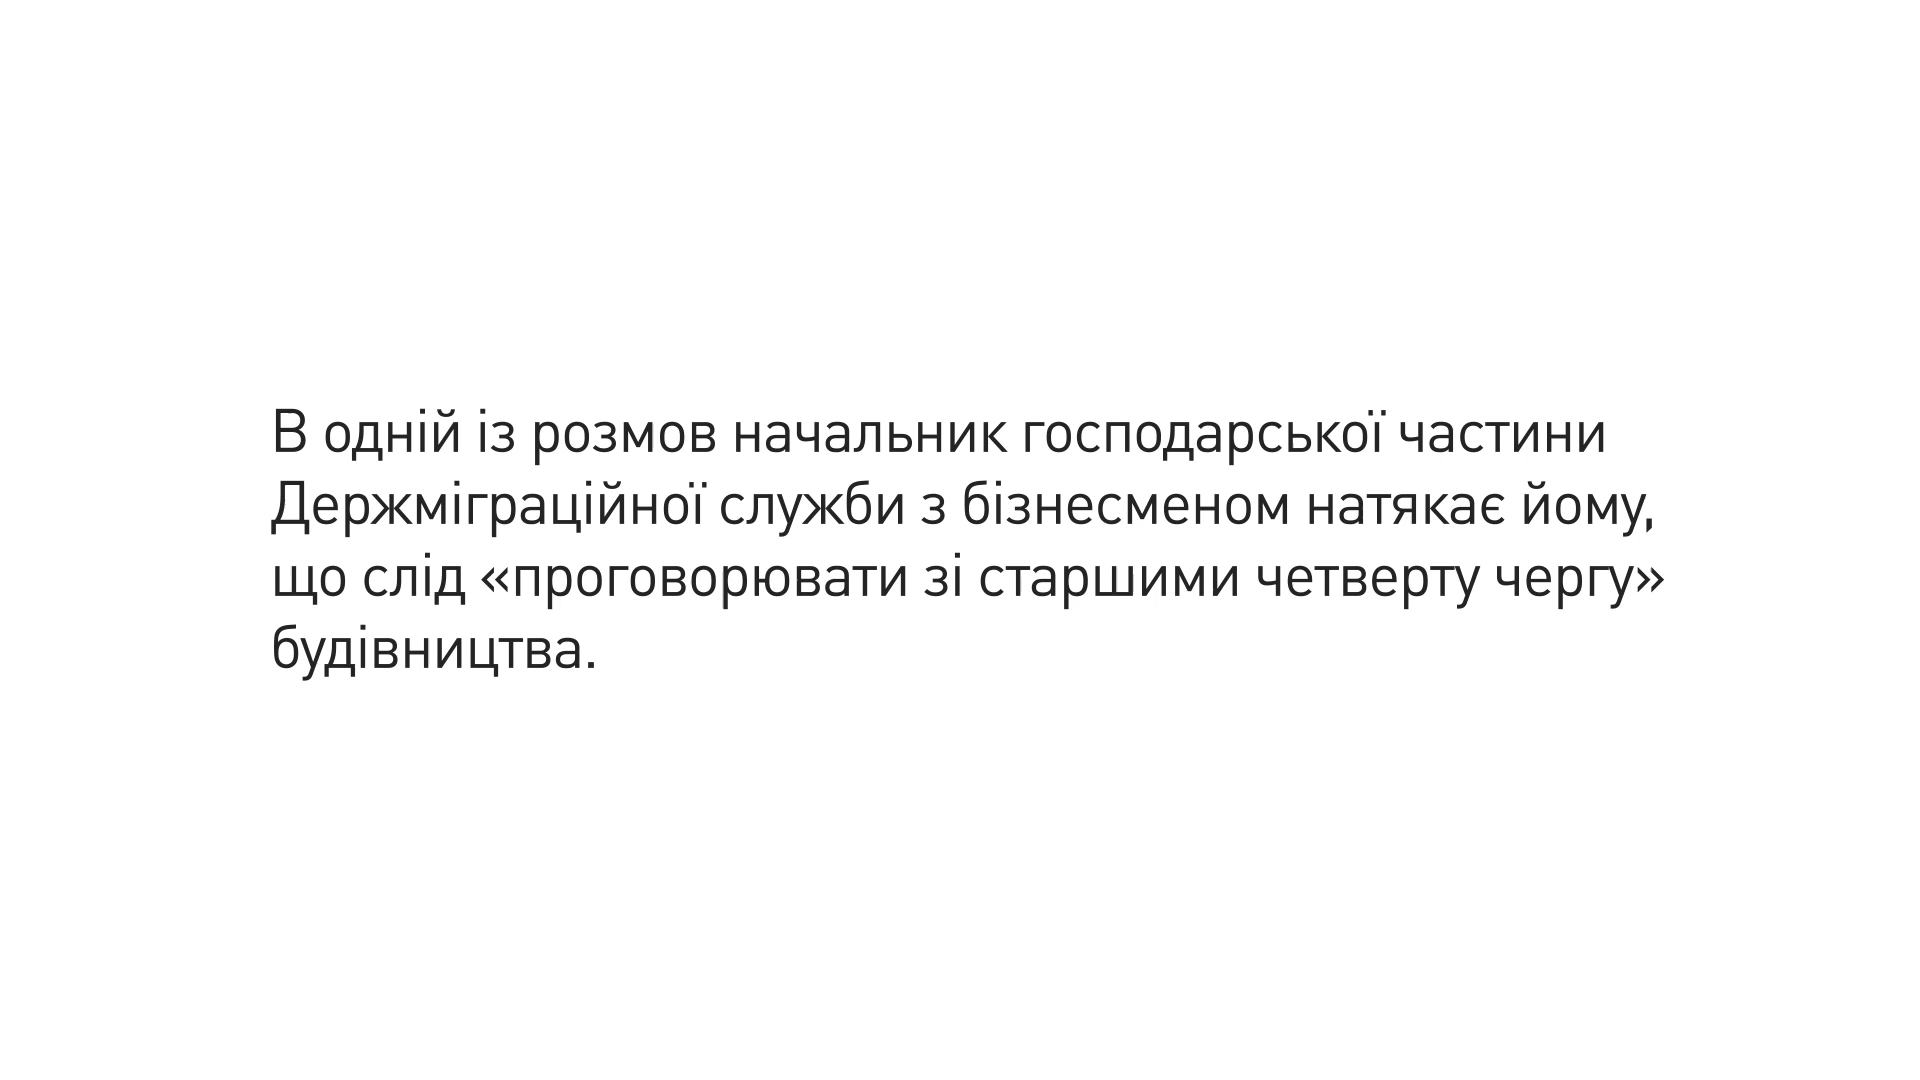 В одній із розмов начальник господарської частини
Держміграційної служби з бізнесменом натякає йому,
що слід «проговорювати зі старшими четверту чергу»
будівництва.